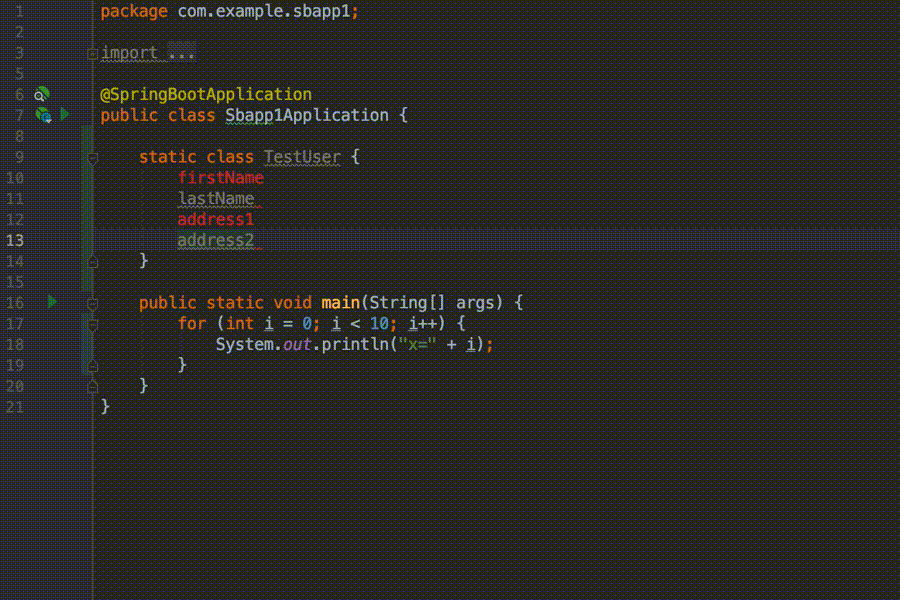 1 package com.example.sbapp1;
2
3 import ...
5
6 @SpringBootApplication
7 public class Sbapp1Application {
8
9 static class TestUser {
10 firstName
11 lastName
12 address1
13 address2
14 }
15
16 public static void main(String[] args) {
17 for (int i = 0; i < 10; i++) {
18 System.out.println("x=" + i);
19 }
20 }
21 }